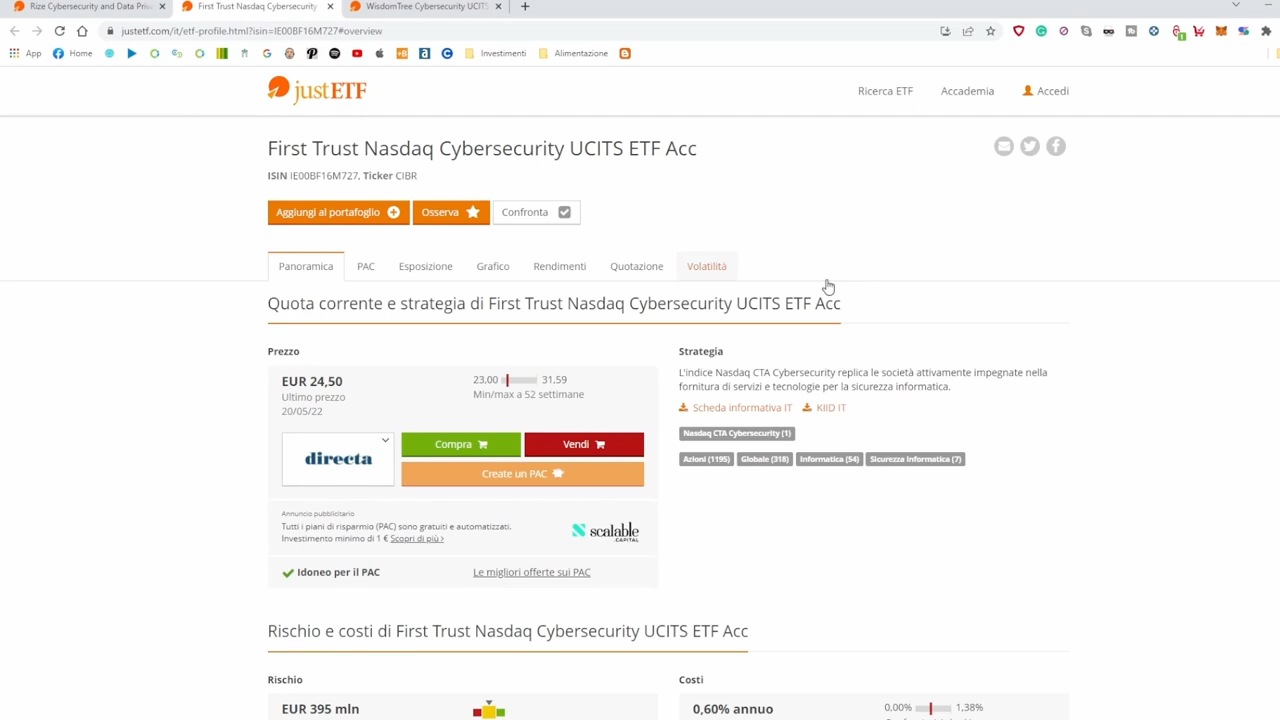 Rize Cybersecurity and Data Priv
First Trust Nasdaq Cybersecurity
WisdomTree Cybersecurity UCITS
justetf.com/it/etf-profile.html?isin=IE00BF16M727#overview
App
Home
Investimenti
Alimentazione
justETF
Ricerca ETF
Accademia
Accedi
First Trust Nasdaq Cybersecurity UCITS ETF Acc
ISIN IE00BF16M727, Ticker CIBR
Aggiungi al portafoglio
Osserva
Confronta
Panoramica
PAC
Esposizione
Grafico
Rendimenti
Quotazione
Volatilità
Quota corrente e strategia di First Trust Nasdaq Cybersecurity UCITS ETF Acc
Prezzo
EUR 24,50
Ultimo prezzo
20/05/22
23,00
31,59
Min/max a 52 settimane
directa
Compra
Vendi
Create un PAC
Annuncio pubblicitario
Tutti i piani di risparmio (PAC) sono gratuiti e automatizzati.
Investimento minimo di 1 € Scopri di più ›
scalable
CAPITAL
Idoneo per il PAC
Le migliori offerte sui PAC
Strategia
L'indice Nasdaq CTA Cybersecurity replica le società attivamente impegnate nella
fornitura di servizi e tecnologie per la sicurezza informatica.
Scheda informativa IT
KIID IT
Nasdaq CTA Cybersecurity (1)
Azioni (1195)
Globale (318)
Informatica (54)
Sicurezza Informatica (7)
Rischio e costi di First Trust Nasdaq Cybersecurity UCITS ETF Acc
Rischio
EUR 395 mln
Costi
0,60% annuo
0,00%
1,38%